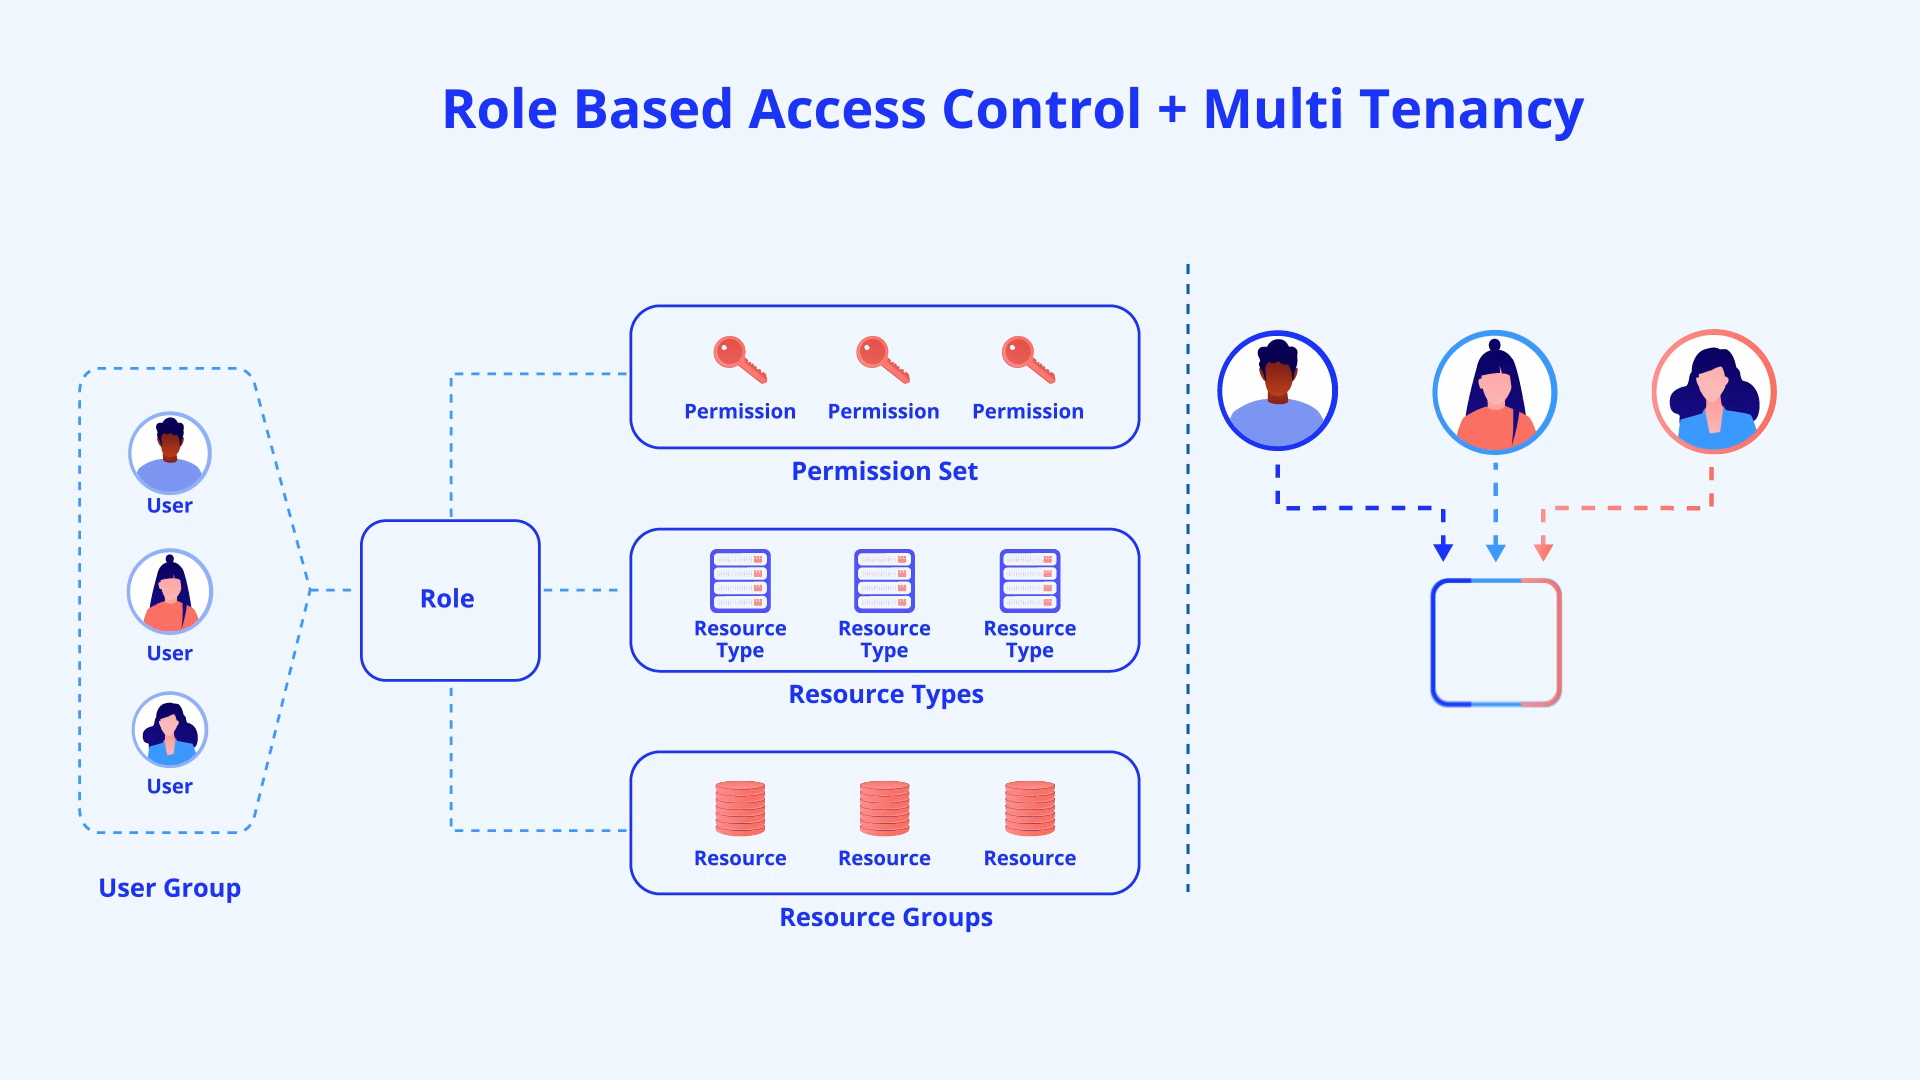 Role Based Access Control + Multi Tenancy
User
User
User
User Group
Role
Permission
Permission
Permission
Permission Set
Resource
Type
Resource
Type
Resource
Type
Resource Types
Resource
Resource
Resource
Resource Groups